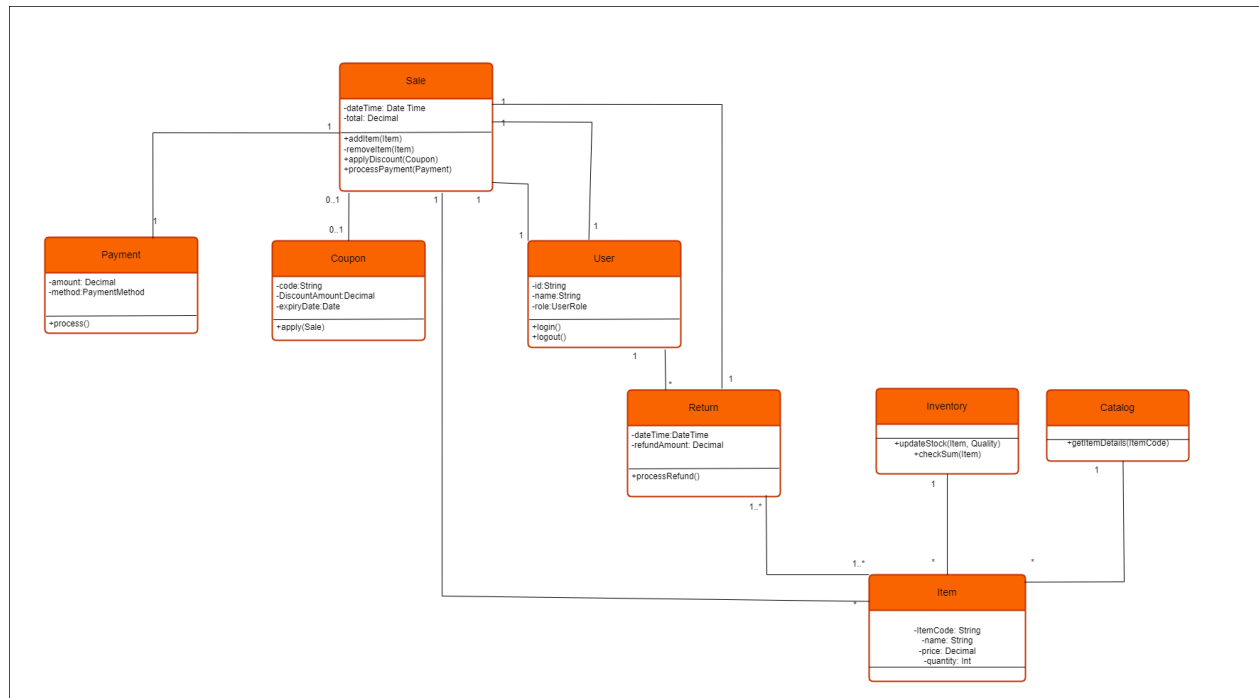 Sale
-dateTime: Date Time
-total: Decimal
+addItem(Item)
-removeItem(Item)
+applyDiscount(Coupon)
+processPayment(Payment)
1
1
1
0..1
1
1
1
0..1
1
1
Payment
-amount: Decimal
-method:PaymentMethod
+process()
Coupon
-code:String
-DiscountAmount:Decimal
-expiryDate:Date
+apply(Sale)
User
-id:String
-name:String
-role:UserRole
+login()
+logout()
1
*
1
Return
-dateTime:DateTime
-refundAmount: Decimal
+processRefund()
Inventory
+updateStock(Item, Quality)
+checkSum(Item)
Catalog
+getItemDetails(ItemCode)
1
1
1..*
1..*
*
*
*
Item
-ItemCode: String
-name: String
-price: Decimal
-quantity: Int